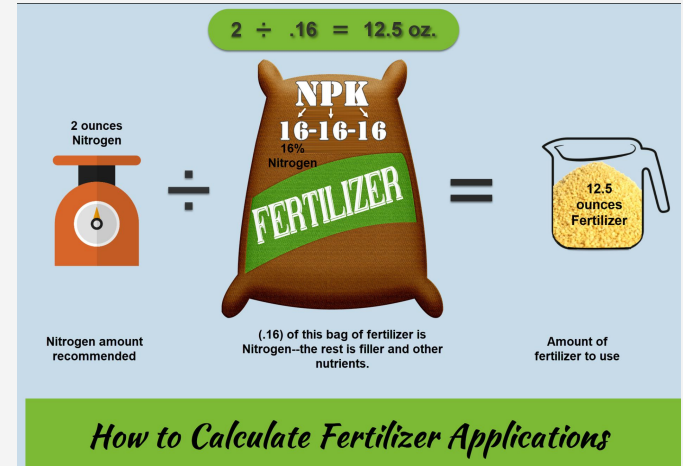 2 ÷ .16 = 12.5 oz.
NPK
16-16-16
16%
Nitrogen
FERTILIZER
2 ounces
Nitrogen
÷
=
12.5
ounces
Fertilizer
Nitrogen amount
recommended
(.16) of this bag of fertilizer is
Nitrogen--the rest is filler and other
nutrients.
Amount of
fertilizer to use
How to Calculate Fertilizer Applications